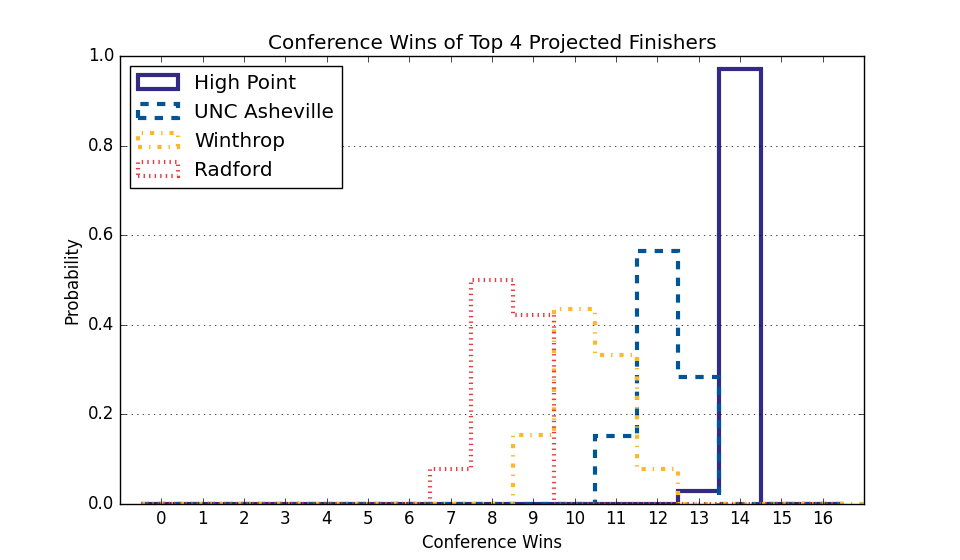 Conference Wins of Top 4 Projected Finishers
1.0
0.8
0.6
0.4
0.2
0.0
Probability
High Point
UNC Asheville
Winthrop
Radford
0 1 2 3 4 5 6 7 8 9 10 11 12 13 14 15 16
Conference Wins